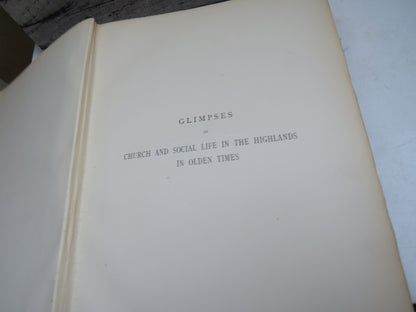 GLIMPSES
OF
CHURCH AND SOCIAL LIFE IN THE HIGHLANDS
IN OLDEN TIMES